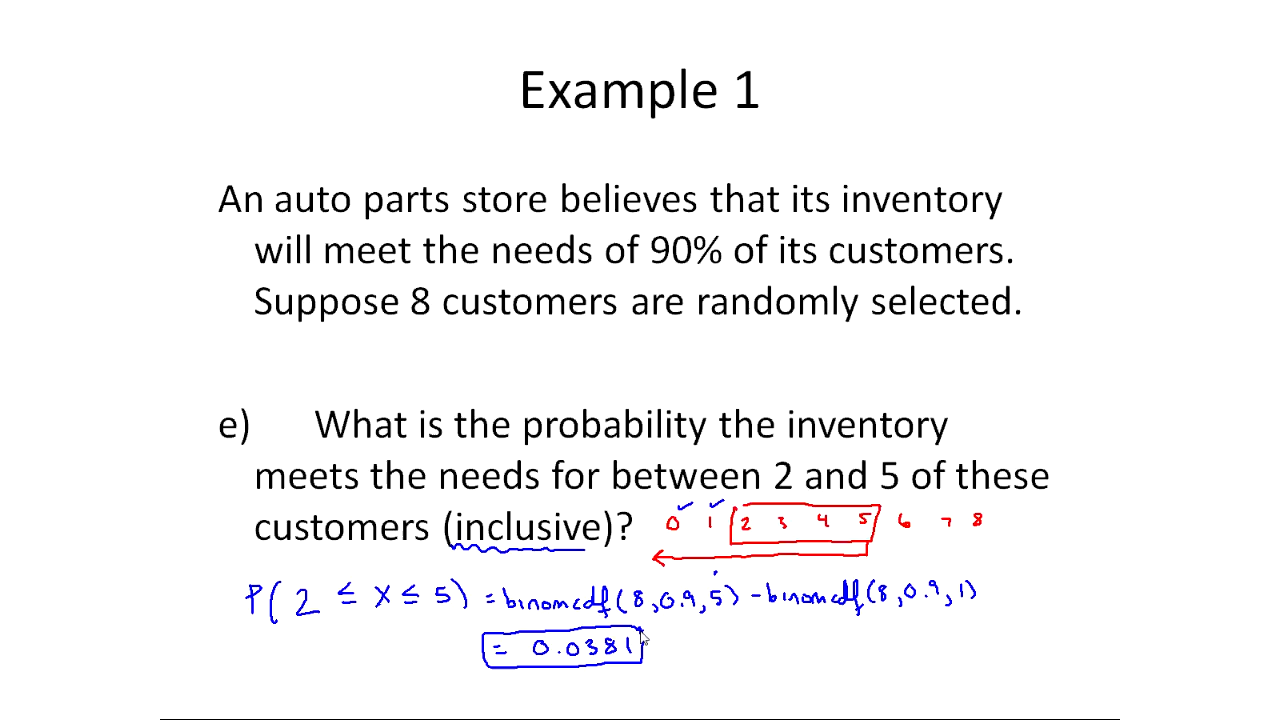 Example 1
An auto parts store believes that its inventory
will meet the needs of 90% of its customers.
Suppose 8 customers are randomly selected.
e) What is the probability the inventory
meets the needs for between 2 and 5 of these
customers (inclusive)? 0 1 2 3 4 5 6 7 8
P( 2 ≤ X ≤ 5) = binomcdf(8,0.9,5) - binomcdf(8,0.9,1)
= 0.0381